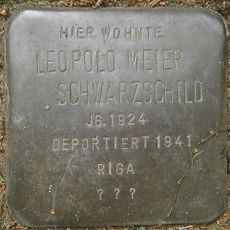 HIER WOHNTE
LEOPOLD MEIER
SCHWARZSCHILD
JG. 1924
DEPORTIERT 1941
RIGA
? ? ?